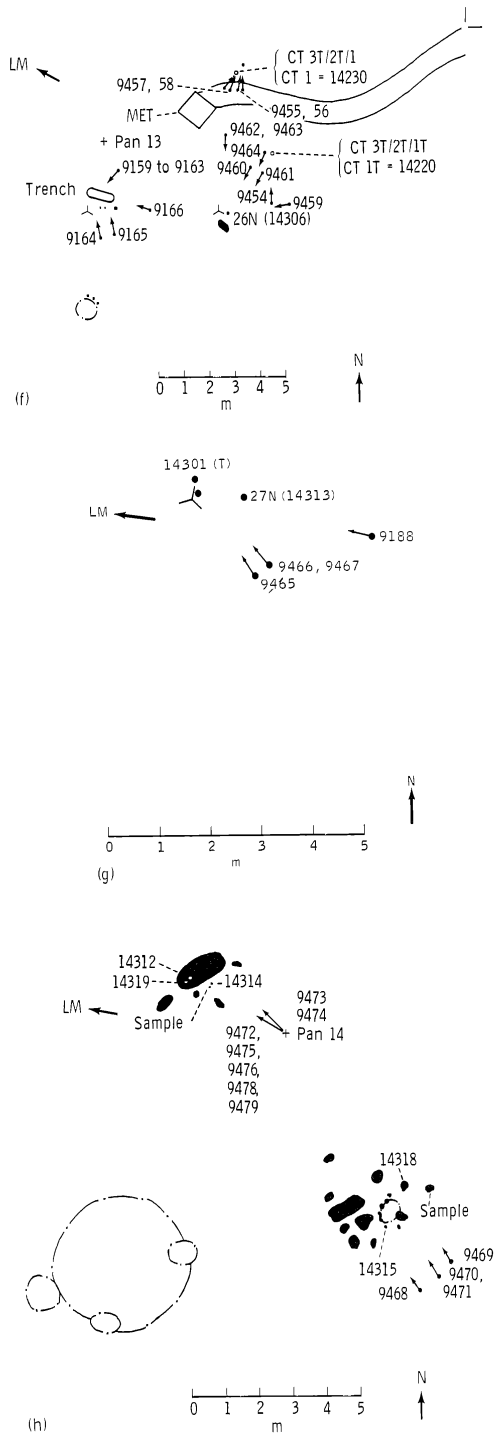 LM
CT 3T/2T/1
CT 1 = 14230
9457, 58
9455, 56
MET
9462, 9463
+ Pan 13
9464
CT 3T/2T/1T
CT 1T = 14220
9159 to 9163
9460
9461
Trench
9454
9459
9166
26N (14306)
9164
9165
N
0 1 2 3 4 5
m
(f)
14301 (T)
27N (14313)
LM
9188
9466, 9467
9465
N
0 1 2 3 4 5
m
(g)
14312
14319
14314
LM
Sample
9473
9474
+ Pan 14
9472,
9475,
9476,
9478,
9479
14318
Sample
14315
9469
9470,
9471
9468
N
0 1 2 3 4 5
m
(h)